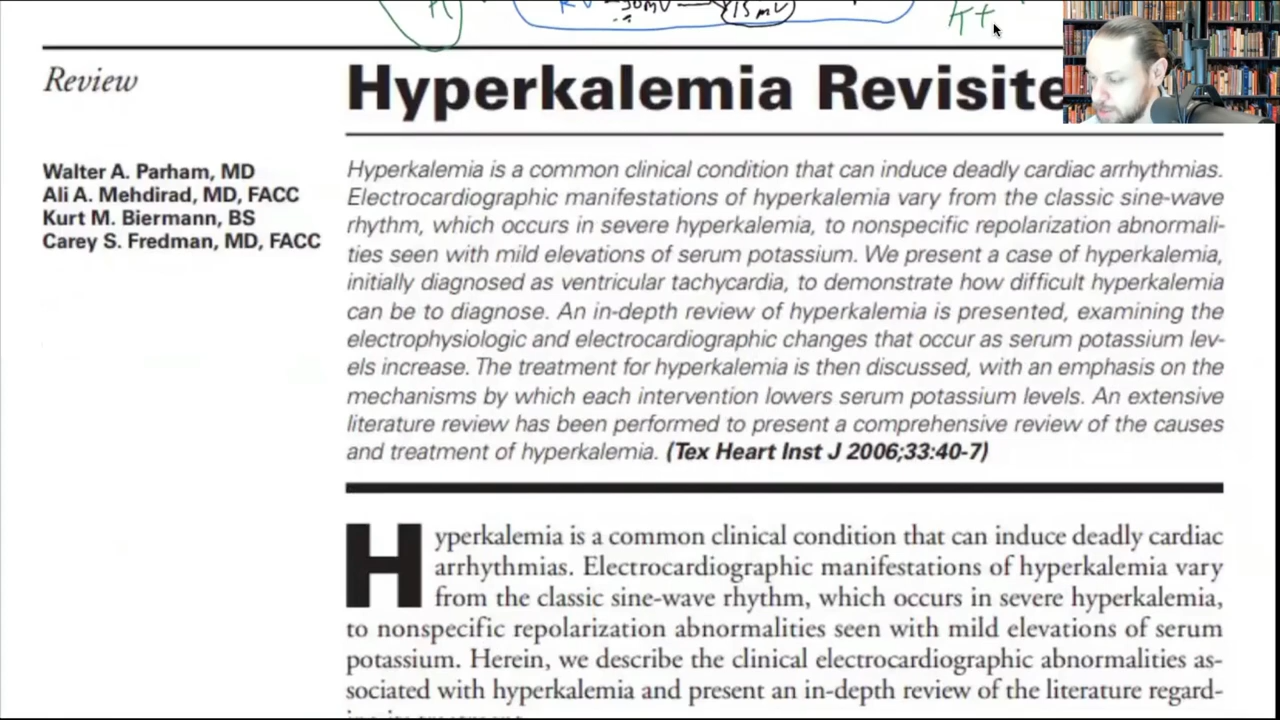 15mV
K+
Review
Hyperkalemia Revisite
Walter A. Parham, MD
Ali A. Mehdirad, MD, FACC
Kurt M. Biermann, BS
Carey S. Fredman, MD, FACC
Hyperkalemia is a common clinical condition that can induce deadly cardiac arrhythmias.
Electrocardiographic manifestations of hyperkalemia vary from the classic sine-wave
rhythm, which occurs in severe hyperkalemia, to nonspecific repolarization abnormali-
ties seen with mild elevations of serum potassium. We present a case of hyperkalemia,
initially diagnosed as ventricular tachycardia, to demonstrate how difficult hyperkalemia
can be to diagnose. An in-depth review of hyperkalemia is presented, examining the
electrophysiologic and electrocardiographic changes that occur as serum potassium lev-
els increase. The treatment for hyperkalemia is then discussed, with an emphasis on the
mechanisms by which each intervention lowers serum potassium levels. An extensive
literature review has been performed to present a comprehensive review of the causes
and treatment of hyperkalemia. (Tex Heart Inst J 2006;33:40-7)
Hyperkalemia is a common clinical condition that can induce deadly cardiac
arrhythmias. Electrocardiographic manifestations of hyperkalemia vary
from the classic sine-wave rhythm, which occurs in severe hyperkalemia,
to nonspecific repolarization abnormalities seen with mild elevations of serum
potassium. Herein, we describe the clinical electrocardiographic abnormalities as-
sociated with hyperkalemia and present an in-depth review of the literature regard-